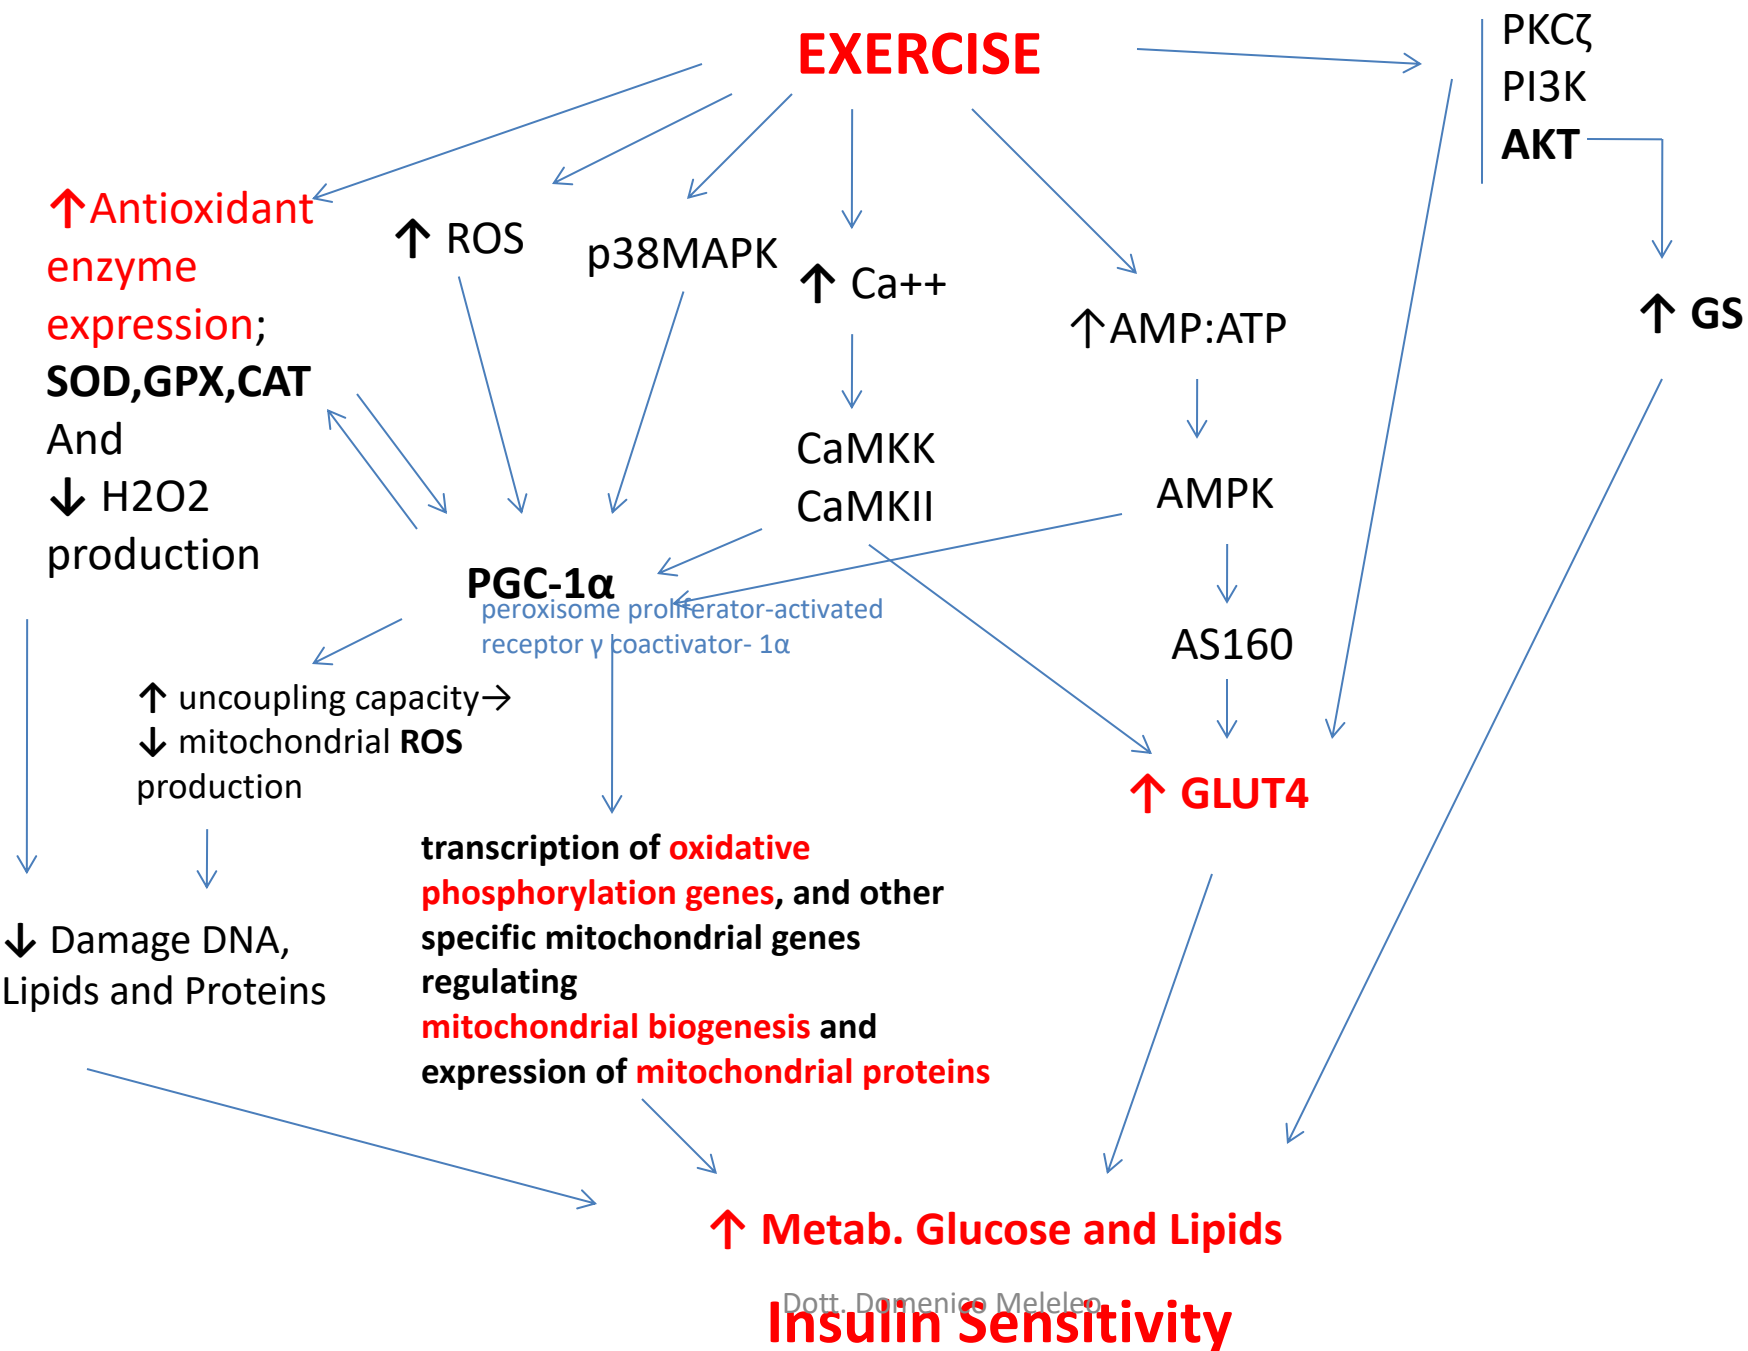 EXERCISE
PKCζ
PI3K
AKT
↑Antioxidant
enzyme
expression;
SOD,GPX,CAT
And
↓ H2O2
production
↑ ROS
p38MAPK
↑ Ca++
↑AMP:ATP
↑ GS
CaMKK
CaMKII
AMPK
PGC-1α
peroxisome proliferator-activated
receptor γ coactivator- 1α
AS160
↑ uncoupling capacity→
↓ mitochondrial ROS
production
↑ GLUT4
transcription of oxidative
phosphorylation genes, and other
specific mitochondrial genes
regulating
mitochondrial biogenesis and
expression of mitochondrial proteins
↓ Damage DNA,
Lipids and Proteins
↑ Metab. Glucose and Lipids
Dott. Domenico Meleleo
Insulin Sensitivity